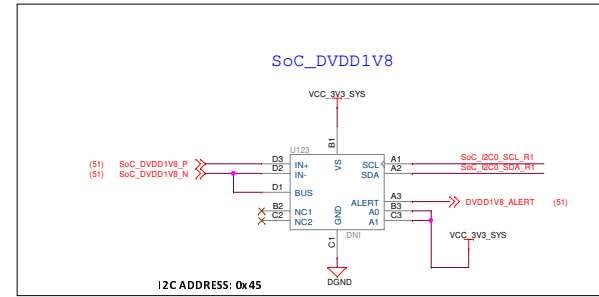 SoC_DVDD1V8
VCC_3V3_SYS
U123
B1
VS
(51) SoC_DVDD1V8_P D3 IN+ SCL A1 SoC_I2C0_SCL_R1
(51) SoC_DVDD1V8_N D2 IN- SDA A2 SoC_I2C0_SDA_R1
D1 BUS
ALERT A3 DVDD1V8_ALERT (51)
B2 NC1 A0 B3
C2 NC2 A1 C3
GND
C1
DNI
VCC_3V3_SYS
DGND
I2C ADDRESS: 0x45